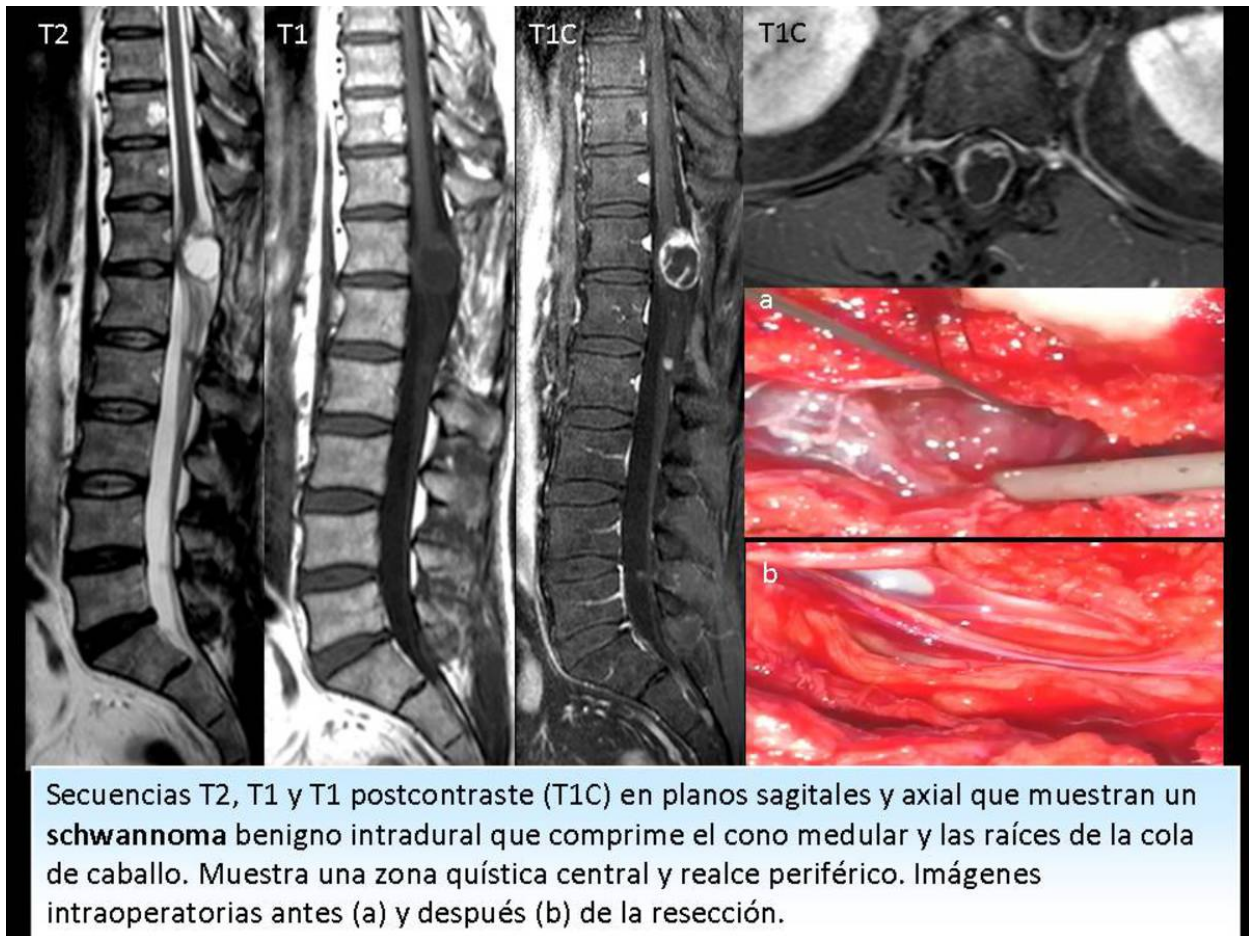 T2
T1
T1C
T1C
a
b
Secuencias T2, T1 y T1 postcontraste (T1C) en planos sagitales y axial que muestran un
schwannoma benigno intradural que comprime el cono medular y las raíces de la cola
de caballo. Muestra una zona quística central y realce periférico. Imágenes
intraoperatorias antes (a) y después (b) de la resección.